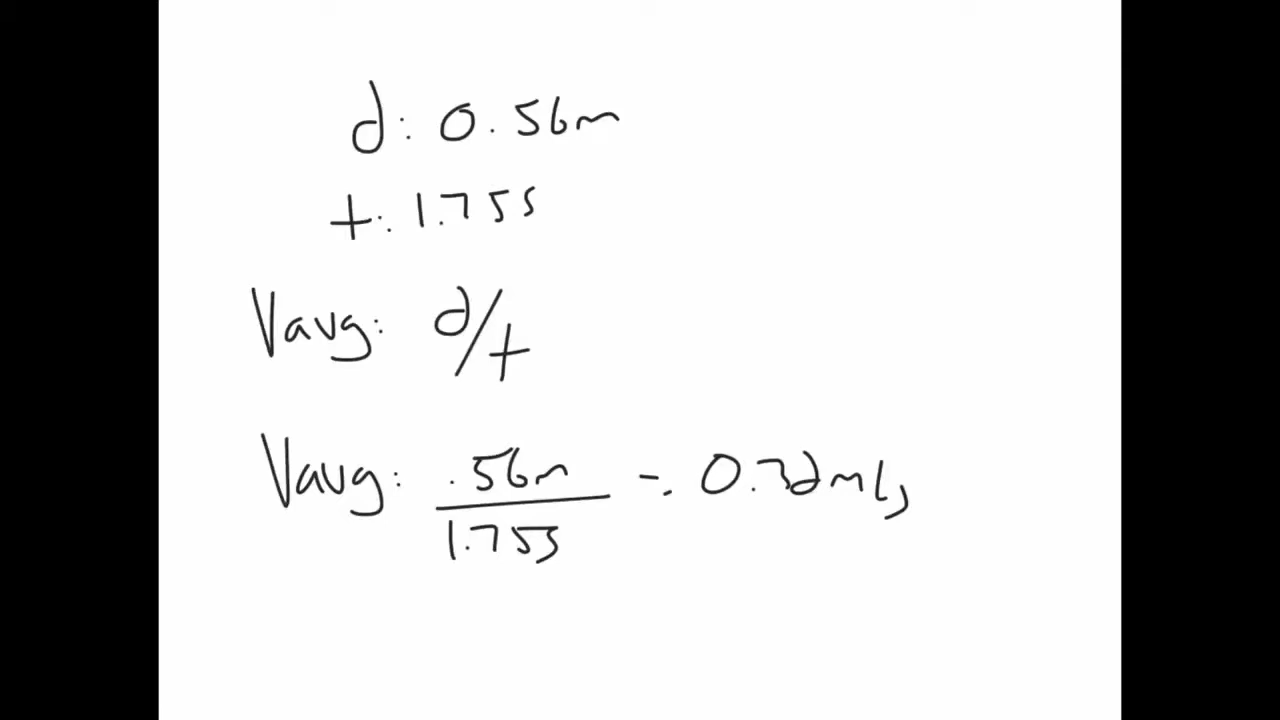 d: 0.56m
t: 1.75s
Vavg: d/t
Vavg: .56m / 1.75s = 0.32m/s